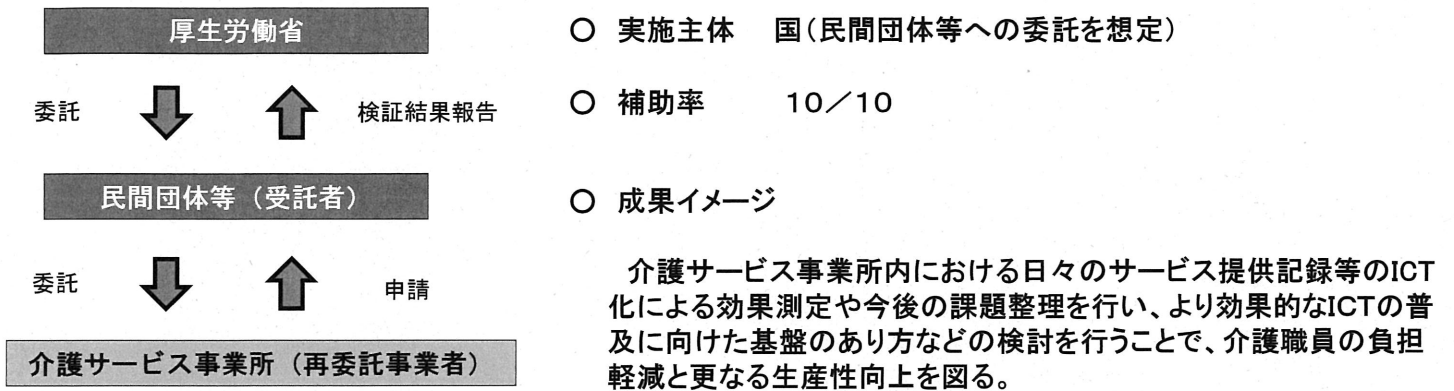 厚生労働省
委託
検証結果報告
民間団体等（受託者）
委託
申請
介護サービス事業所（再委託事業者）
○ 実施主体　国（民間団体等への委託を想定）
○ 補助率　１０／１０
○ 成果イメージ
介護サービス事業所内における日々のサービス提供記録等のICT
化による効果測定や今後の課題整理を行い、より効果的なICTの普
及に向けた基盤のあり方などの検討を行うことで、介護職員の負担
軽減と更なる生産性向上を図る。